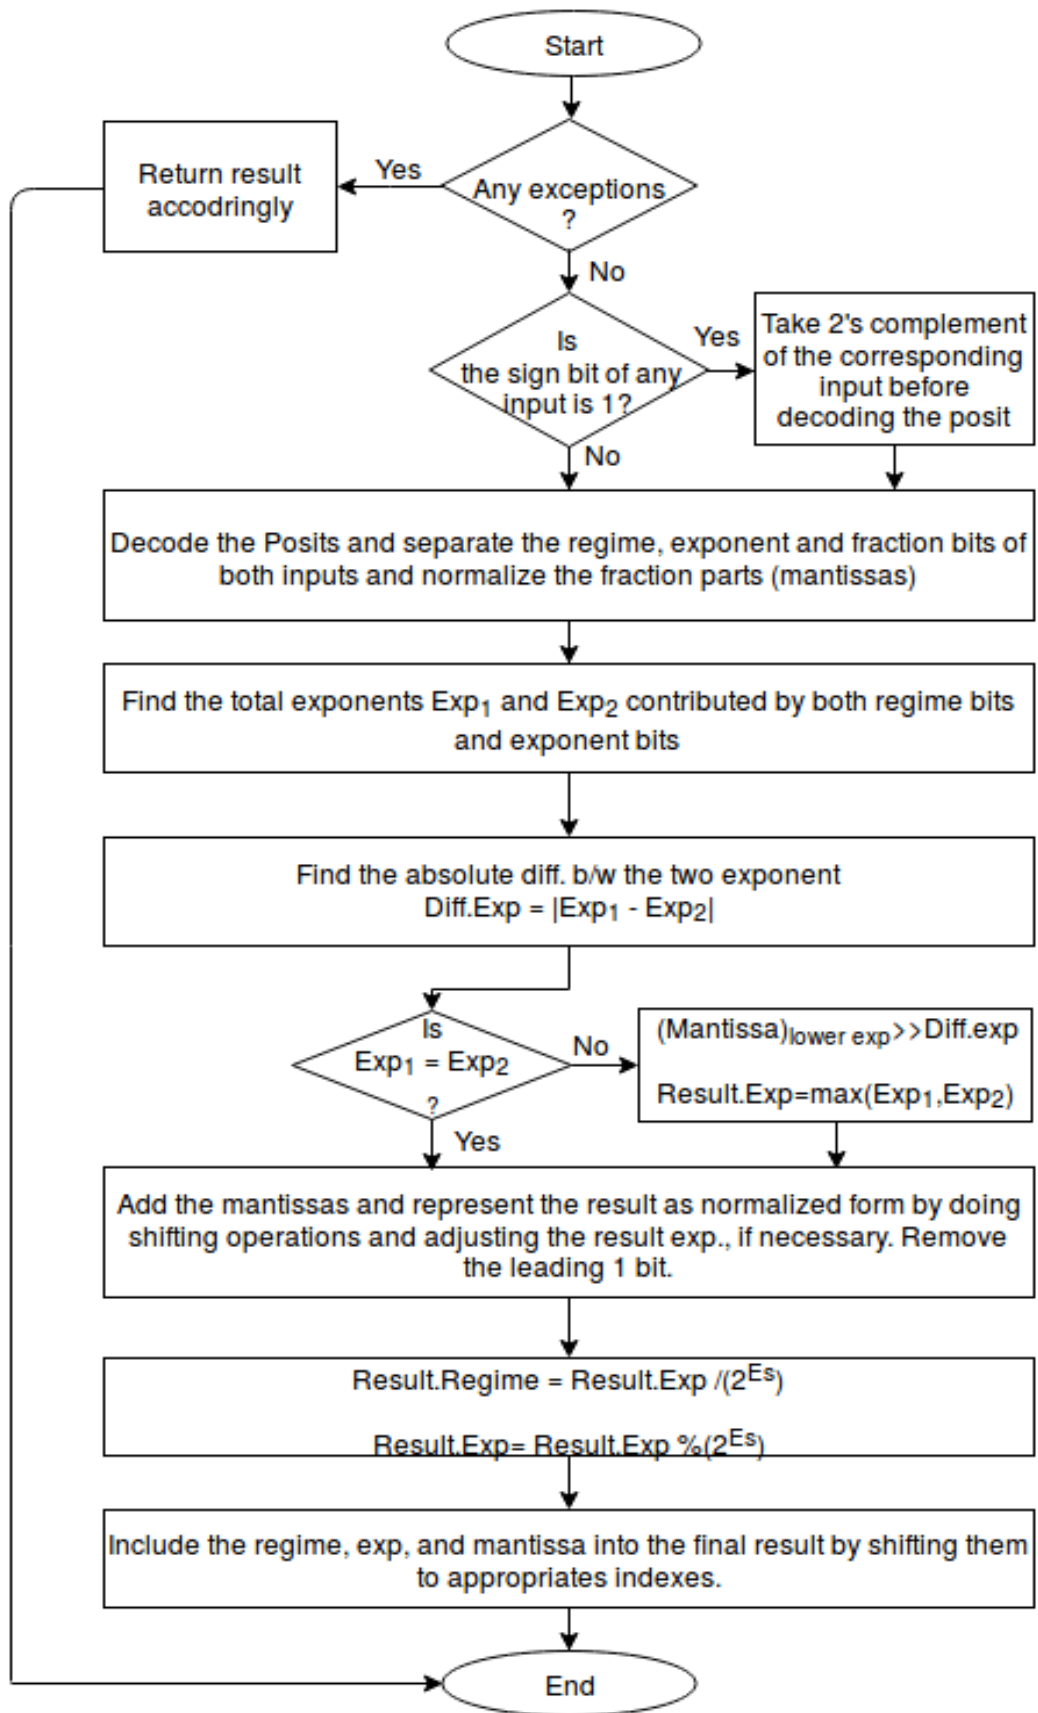 Start
Any exceptions
?
Yes
Return result
accodringly
No
Is
the sign bit of any
input is 1?
Yes
Take 2's complement
of the corresponding
input before
decoding the posit
No
Decode the Posits and separate the regime, exponent and fraction bits of
both inputs and normalize the fraction parts (mantissas)
Find the total exponents Exp₁ and Exp₂ contributed by both regime bits
and exponent bits
Find the absolute diff. b/w the two exponent
Diff.Exp = |Exp₁ - Exp₂|
Is
Exp₁ = Exp₂
?
No
(Mantissa)lower exp>>Diff.exp
Result.Exp=max(Exp₁,Exp₂)
Yes
Add the mantissas and represent the result as normalized form by doing
shifting operations and adjusting the result exp., if necessary. Remove
the leading 1 bit.
Result.Regime = Result.Exp /(2^Es)
Result.Exp= Result.Exp %(2^Es)
Include the regime, exp, and mantissa into the final result by shifting them
to appropriates indexes.
End